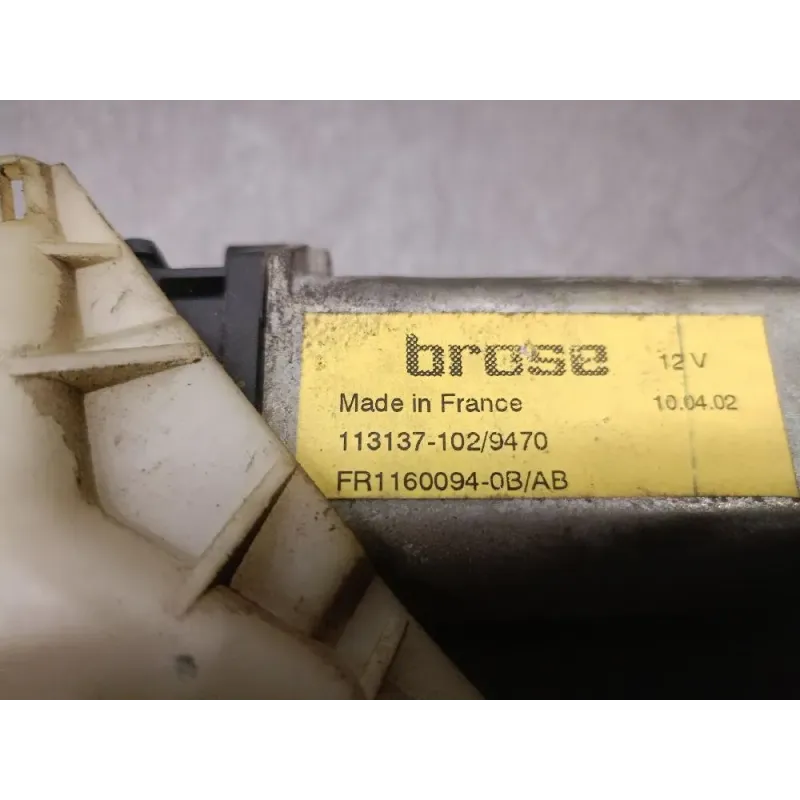 brose 12 V
Made in France 10.04.02
113137-102/9470
FR1160094-0B/AB